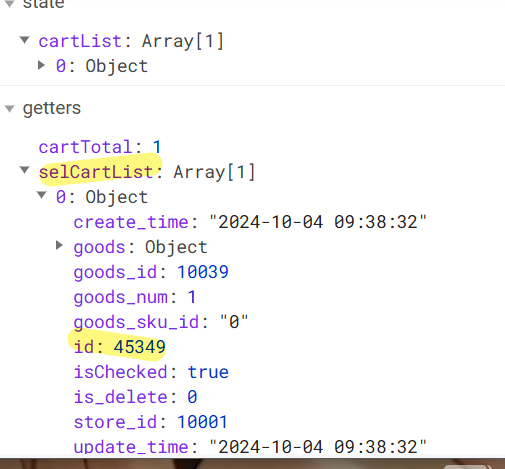 state
cartList: Array[1]
0: Object
getters
cartTotal: 1
selCartList: Array[1]
0: Object
create_time: "2024-10-04 09:38:32"
goods: Object
goods_id: 10039
goods_num: 1
goods_sku_id: "0"
id: 45349
isChecked: true
is_delete: 0
store_id: 10001
update_time: "2024-10-04 09:38:32"